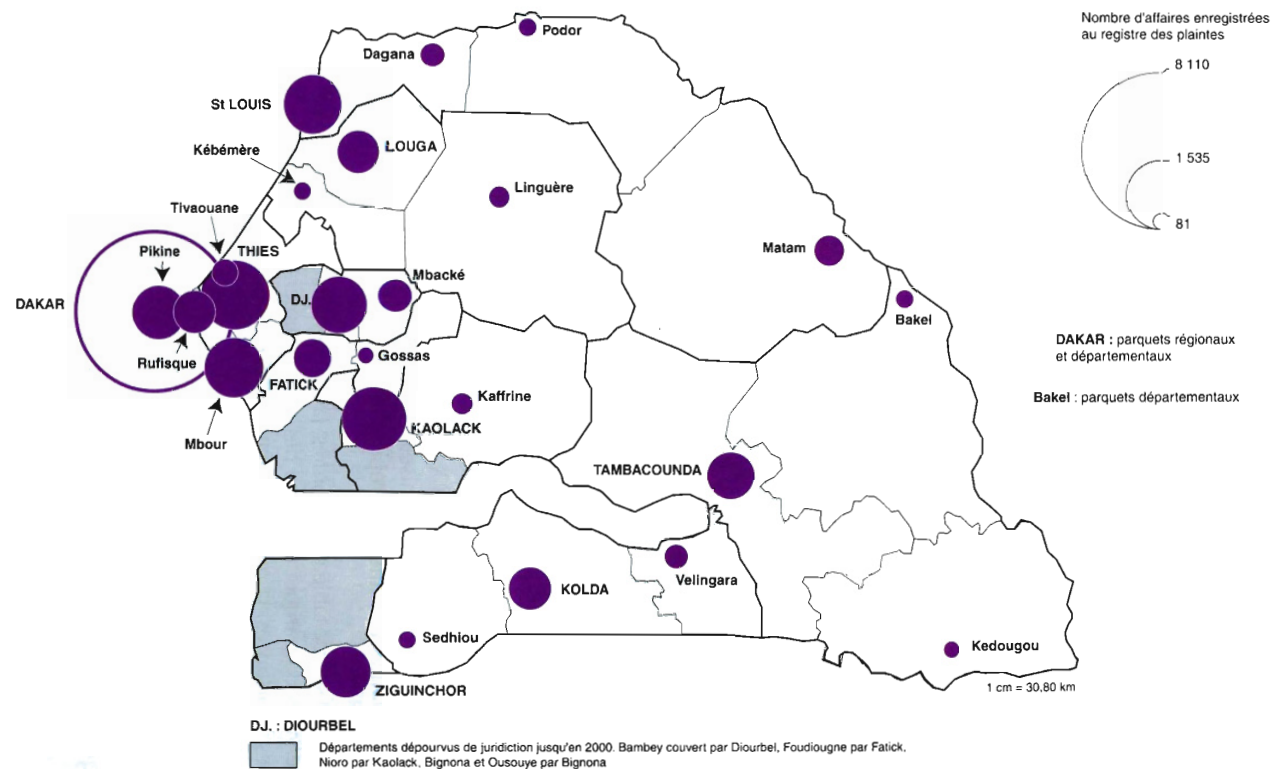 Nombre d'affaires enregistrées
au registre des plaintes
8 110
1 535
81
Podor
Dagana
St LOUIS
LOUGA
Kébémère
Linguère
Tivaouane
Pikine
THIES
Matam
Mbacké
DAKAR
DJ.
Bakel
Rufisque
Gossas
FATICK
Kaffrine
KAOLACK
Mbour
DAKAR : parquets régionaux
et départementaux
Bakel : parquets départementaux
TAMBACOUNDA
Velingara
KOLDA
Sedhiou
Kedougou
ZIGUINCHOR
1 cm = 30,80 km
DJ. : DIOURBEL
Départements dépourvus de juridiction jusqu'en 2000. Bambey couvert par Diourbel, Foudiougne par Fatick,
Nioro par Kaolack, Bignona et Ousouye par Bignona